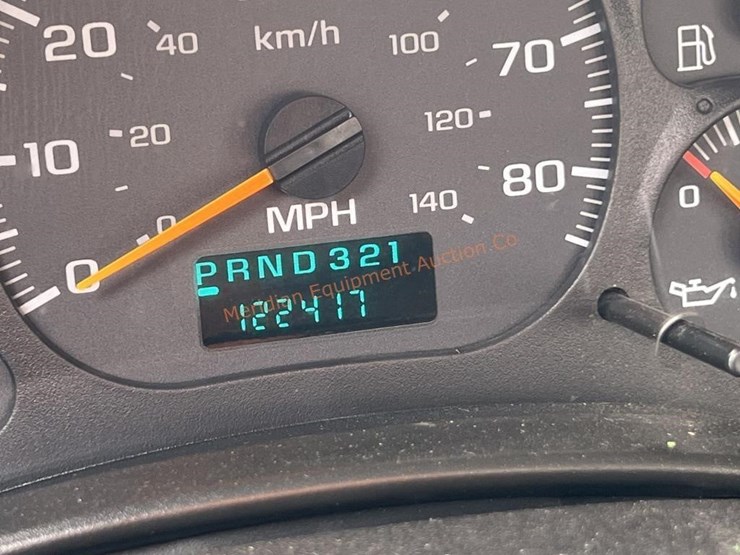 20 40 km/h 100 70
10 20 120
0 0 MPH 140 80 0
PRND321
122417
Meridian Equipment Auction Co